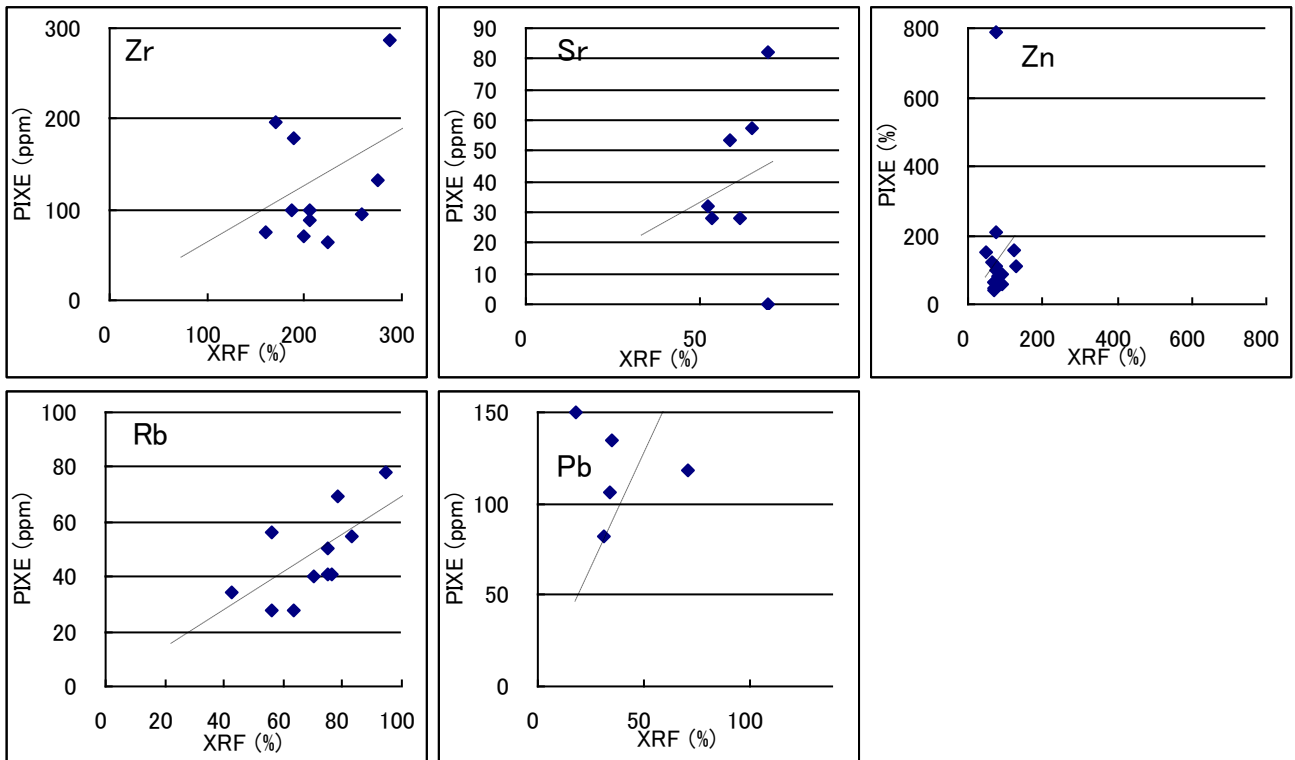 Zr
300
200
100
0
PIXE (ppm)
0 100 200 300
XRF (%)
Sr
90
80
70
60
50
40
30
20
10
0
PIXE (ppm)
0 50
XRF (%)
Zn
800
600
400
200
0
PIXE (%)
0 200 400 600 800
XRF (%)
Rb
100
80
60
40
20
0
PIXE (ppm)
0 20 40 60 80 100
XRF (%)
Pb
150
100
50
0
PIXE (ppm)
0 50 100
XRF (%)